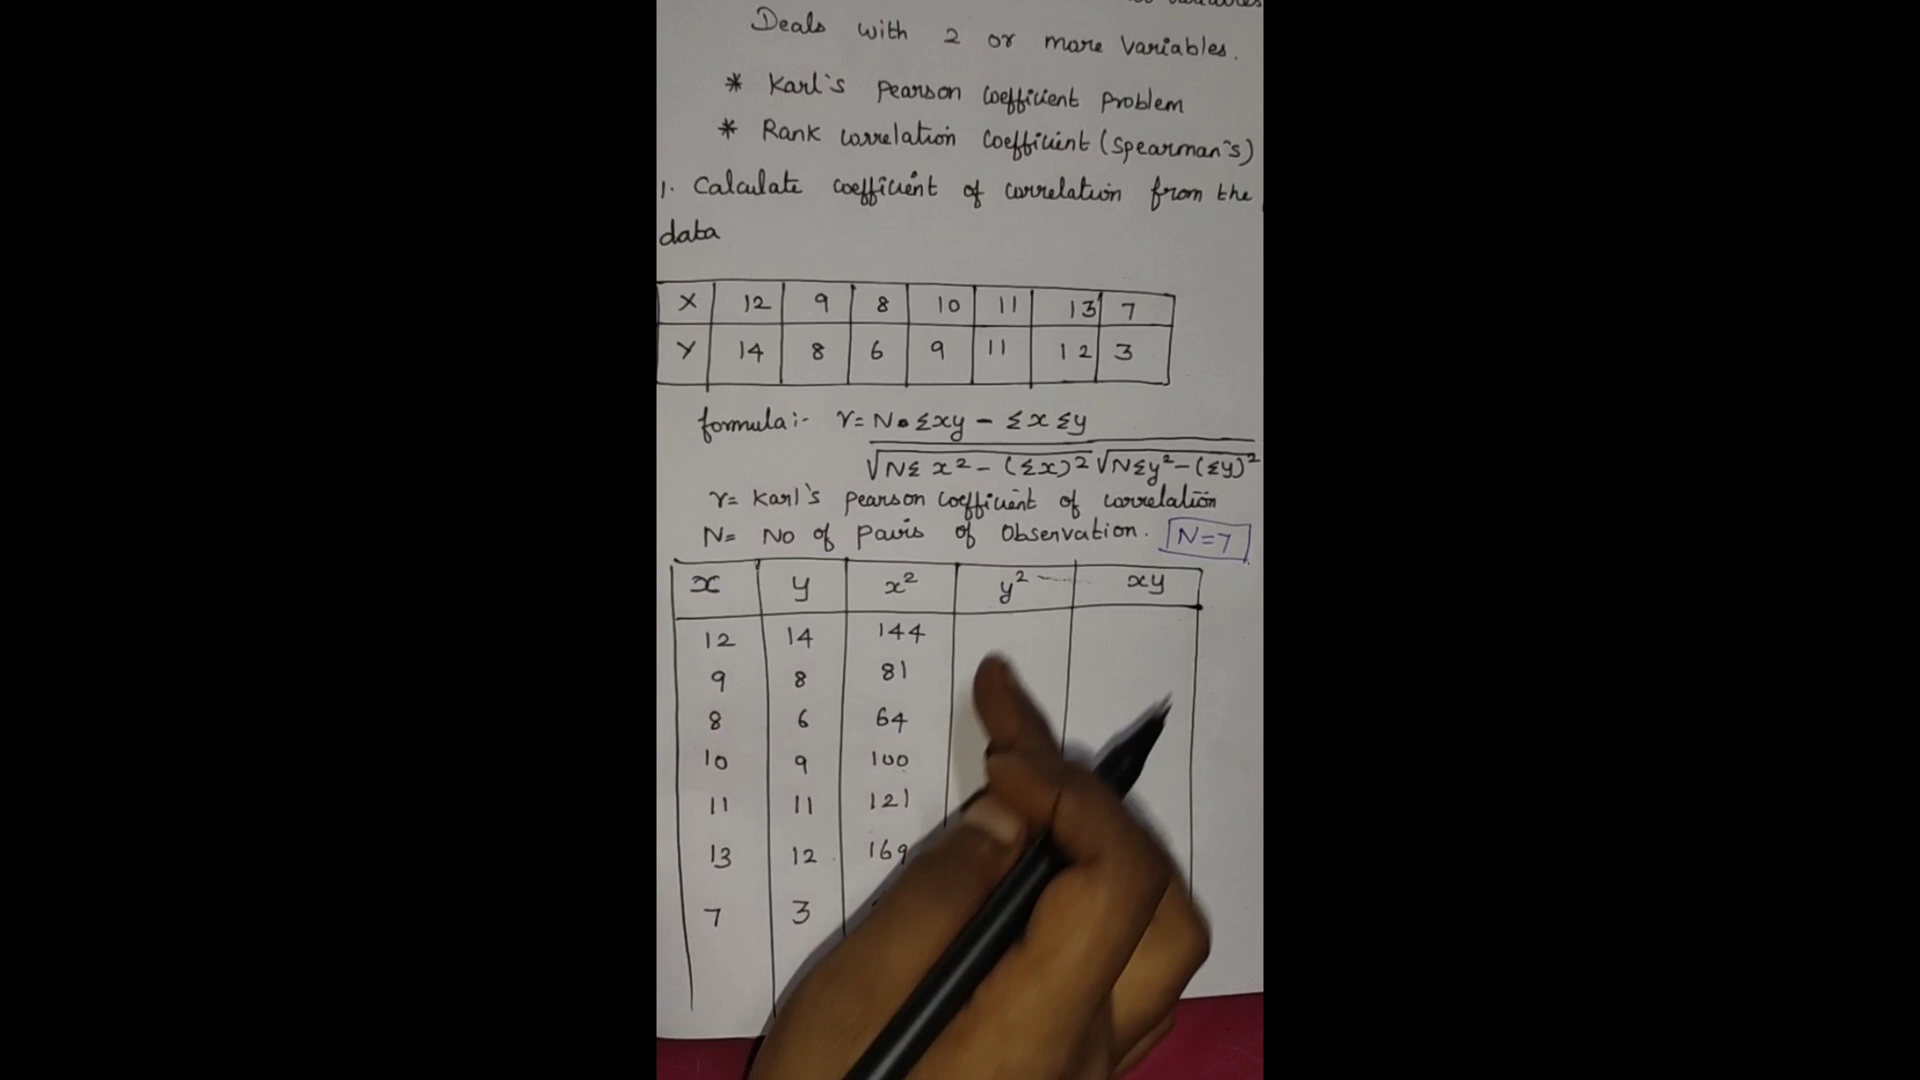 Deals with 2 or more variables.
* Karl's pearson coefficient problem
* Rank correlation coefficient (Spearman's)
1. Calculate coefficient of correlation from the
data
X 12 9 8 10 11 13 7
Y 14 8 6 9 11 12 3
formula:- r= N. Σxy - Σx Σy
√NΣ x² - (Σx)² √NΣy² - (Σy)²
r= Karl's pearson coefficient of correlation
N= No of pairs of observation. N=7
x y x² y² xy
12 14 144
9 8 81
8 6 64
10 9 100
11 11 121
13 12 169
7 3